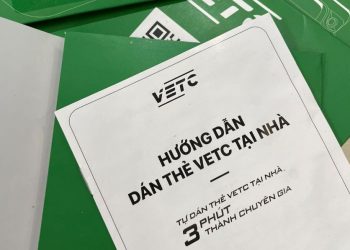 VETC
VETC
HƯỚNG DẪN
DÁN THẺ VETC TẠI NHÀ
TỰ DÁN THẺ VETC TẠI NHÀ,
3 PHÚT
THÀNH CHUYÊN GIA